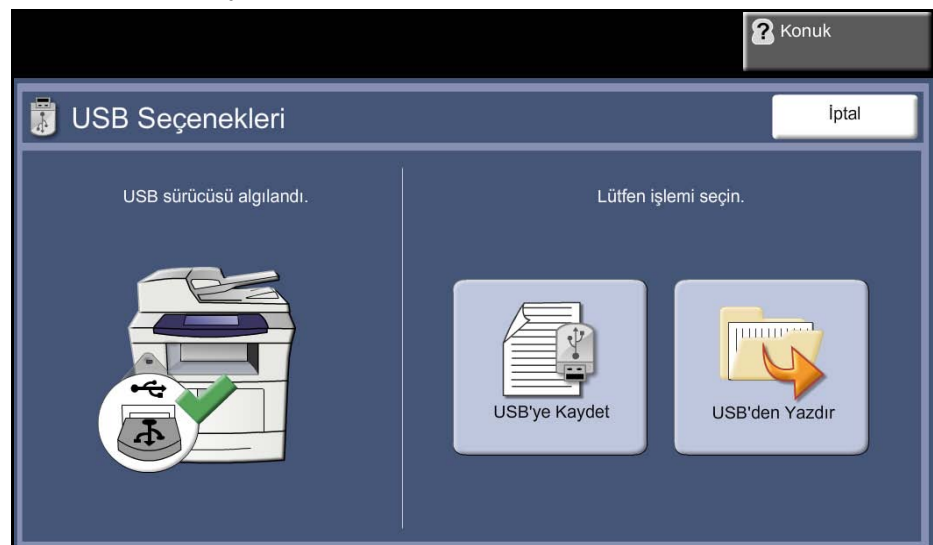 Konuk
USB Seçenekleri
İptal
USB sürücüsü algılandı.
Lütfen işlemi seçin.
USB'ye Kaydet
USB'den Yazdır